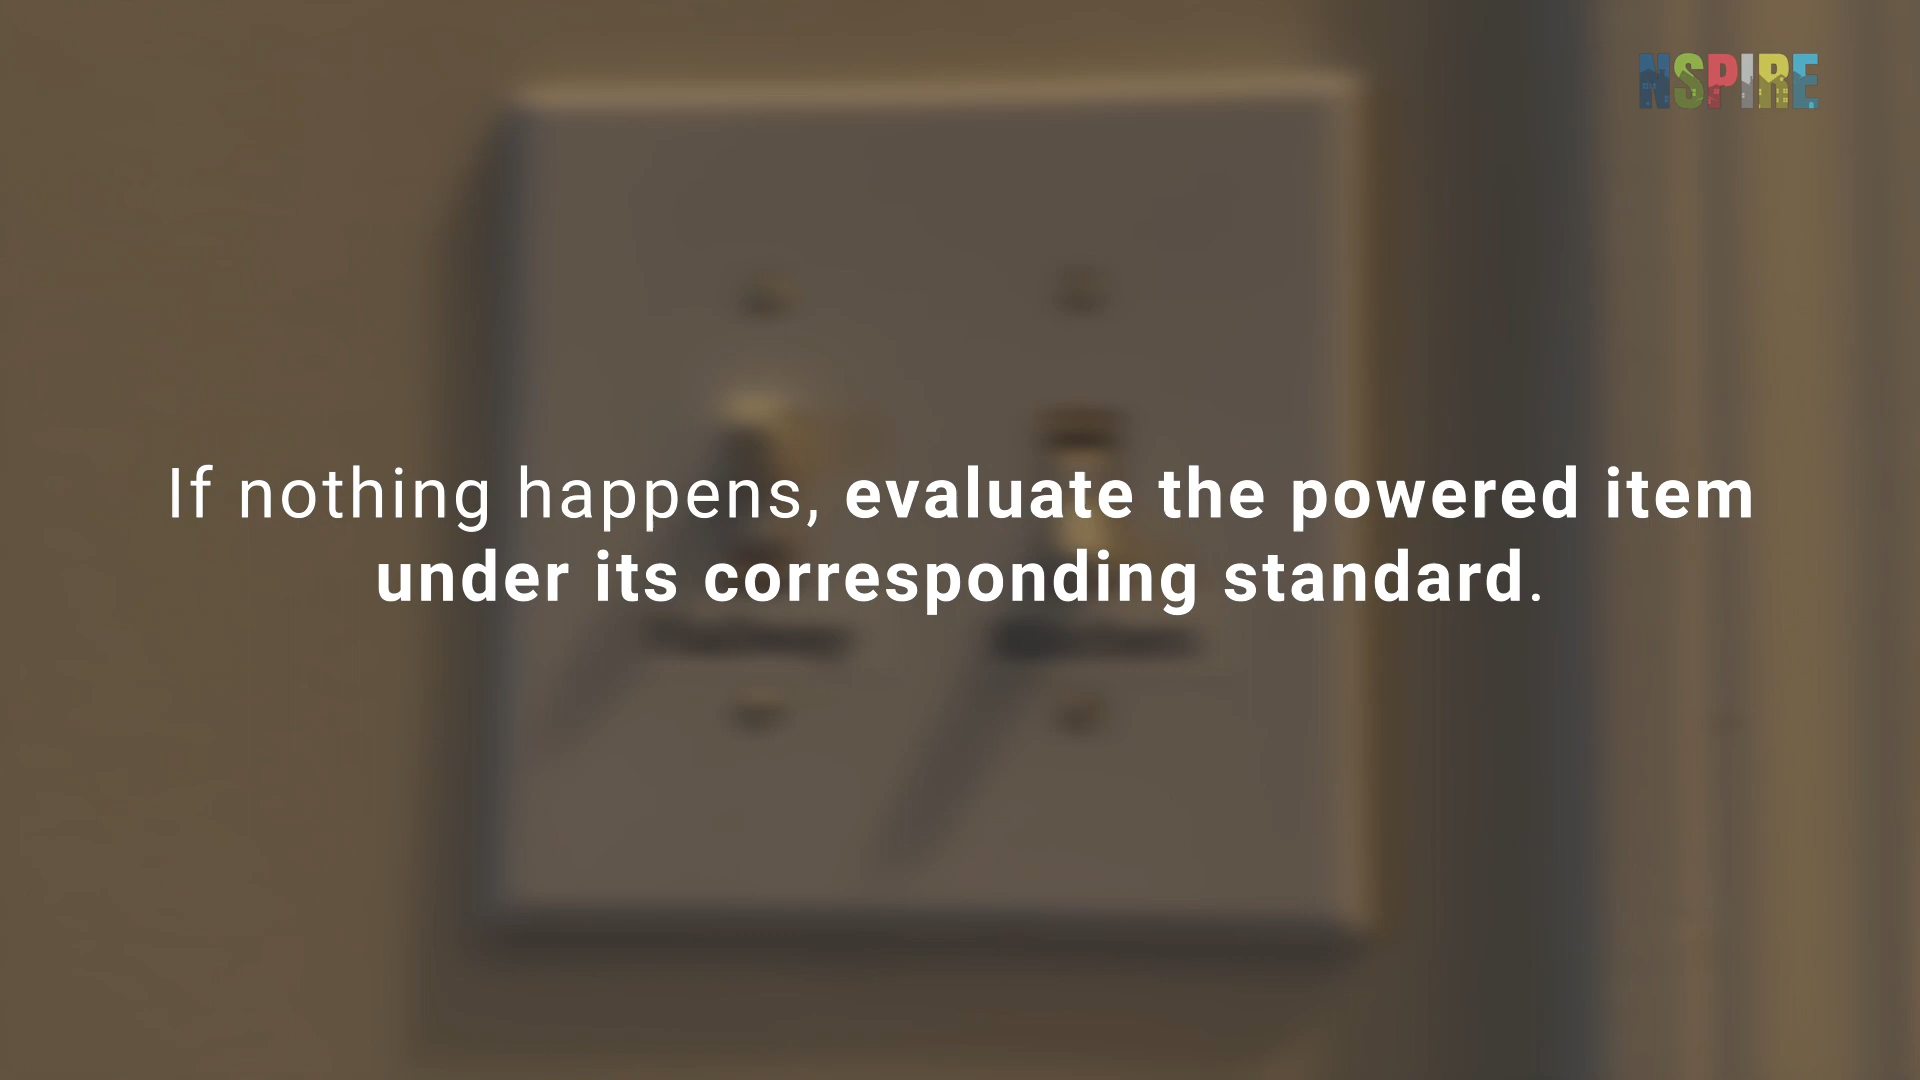 NSPIRE
If nothing happens, evaluate the powered item
under its corresponding standard.